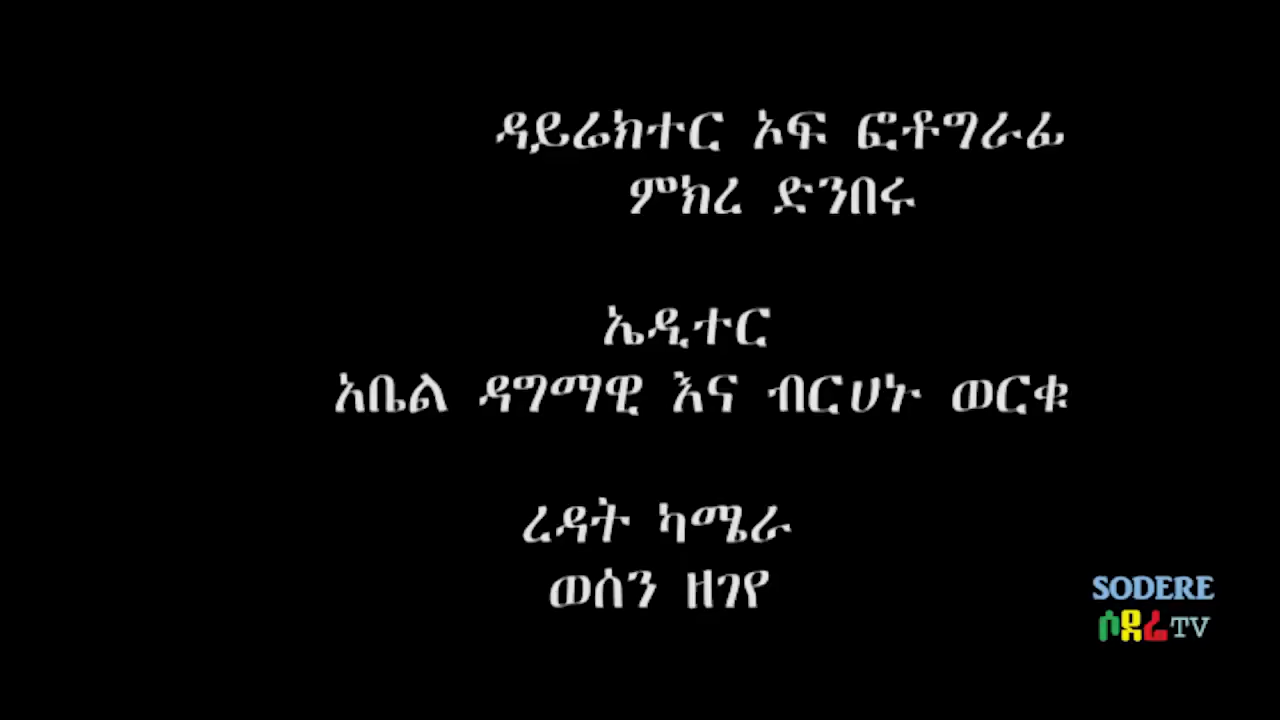 ዳይሬክተር ኦፍ ፎቶግራፊ
ምክረ ድንበሩ
ኤዲተር
አቤል ዳግማዊ እና ብርሀኑ ወርቁ
ረዳት ካሜራ
ወሰን ዘገየ
SODERE
ሶደሬ TV